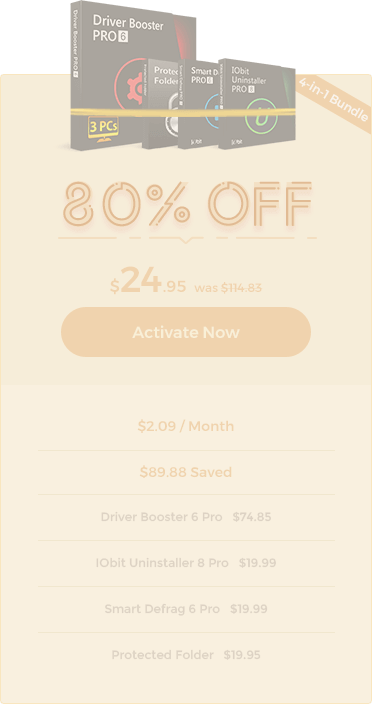 Driver Booster
PRO 6
Driver Booster PRO 6
3 PCs
Protec
Folder
Smart D
PRO 6
IObit
Uninstaller
PRO 8
4-in-1 Bundle
80% OFF
$24.95 was $114.83
Activate Now
$2.09 / Month
$89.88 Saved
Driver Booster 6 Pro $74.85
IObit Uninstaller 8 Pro $19.99
Smart Defrag 6 Pro $19.99
Protected Folder $19.95